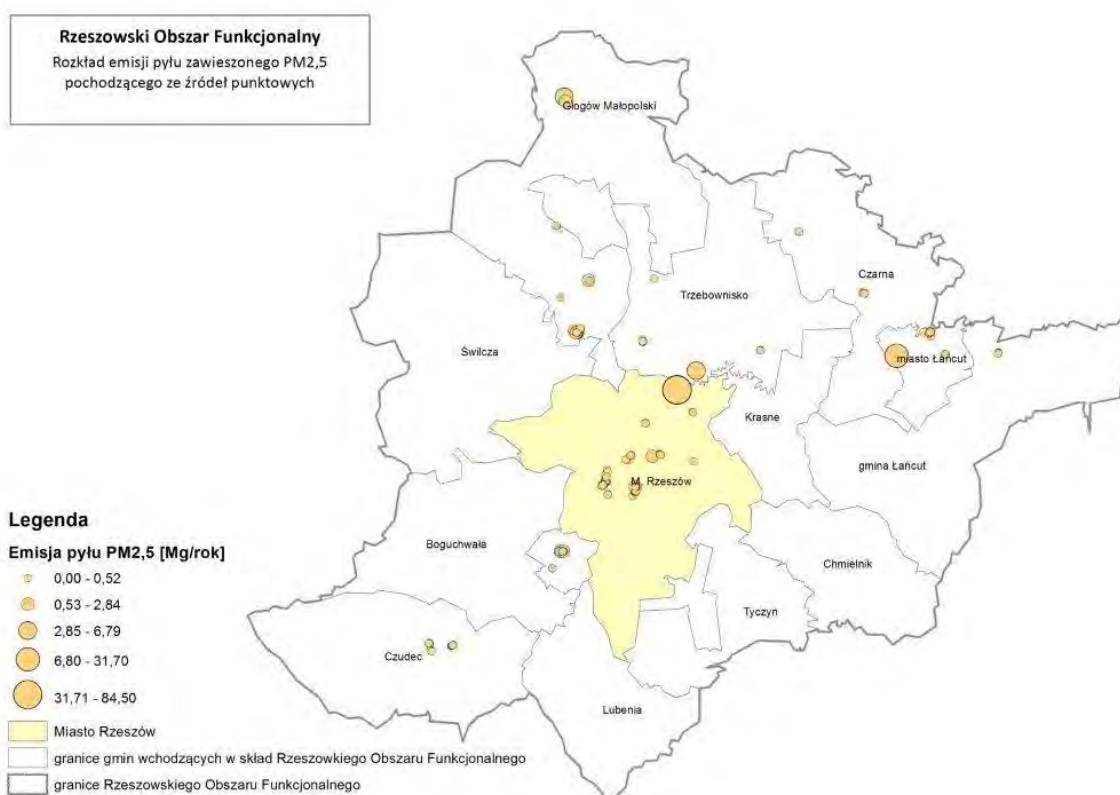 Rzeszowski Obszar Funkcjonalny
Rozkład emisji pyłu zawieszonego PM2,5
pochodzącego ze źródeł punktowych
Głogów Małopolski
Czarna
Trzebownisko
Świlcza
miasto Łańcut
Krasne
gmina Łańcut
M. Rzeszów
Boguchwała
Chmielnik
Tyczyn
Czudec
Lubenia
Legenda
Emisja pyłu PM2,5 [Mg/rok]
0,00 - 0,52
0,53 - 2,84
2,85 - 6,79
6,80 - 31,70
31,71 - 84,50
Miasto Rzeszów
granice gmin wchodzących w skład Rzeszowkiego Obszaru Funkcjonalnego
granice Rzeszowskiego Obszaru Funkcjonalnego